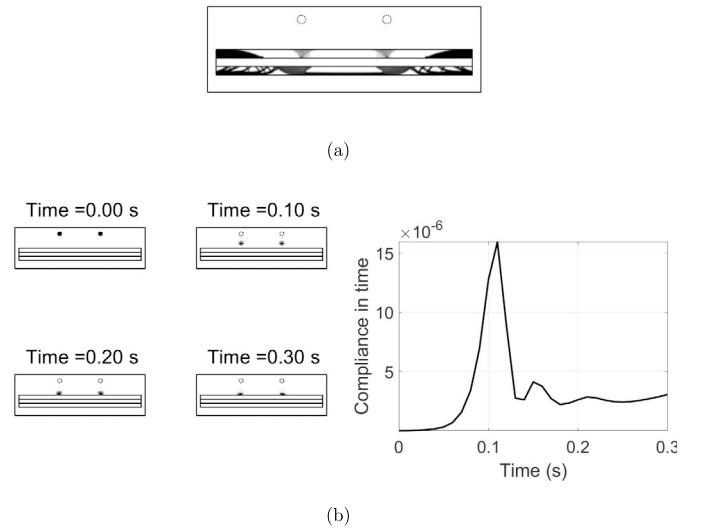 (a)
Time =0.00 s
Time =0.10 s
Time =0.20 s
Time =0.30 s
×10-6
15
10
5
Compliance in time
0
0.1
0.2
0.3
Time (s)
(b)